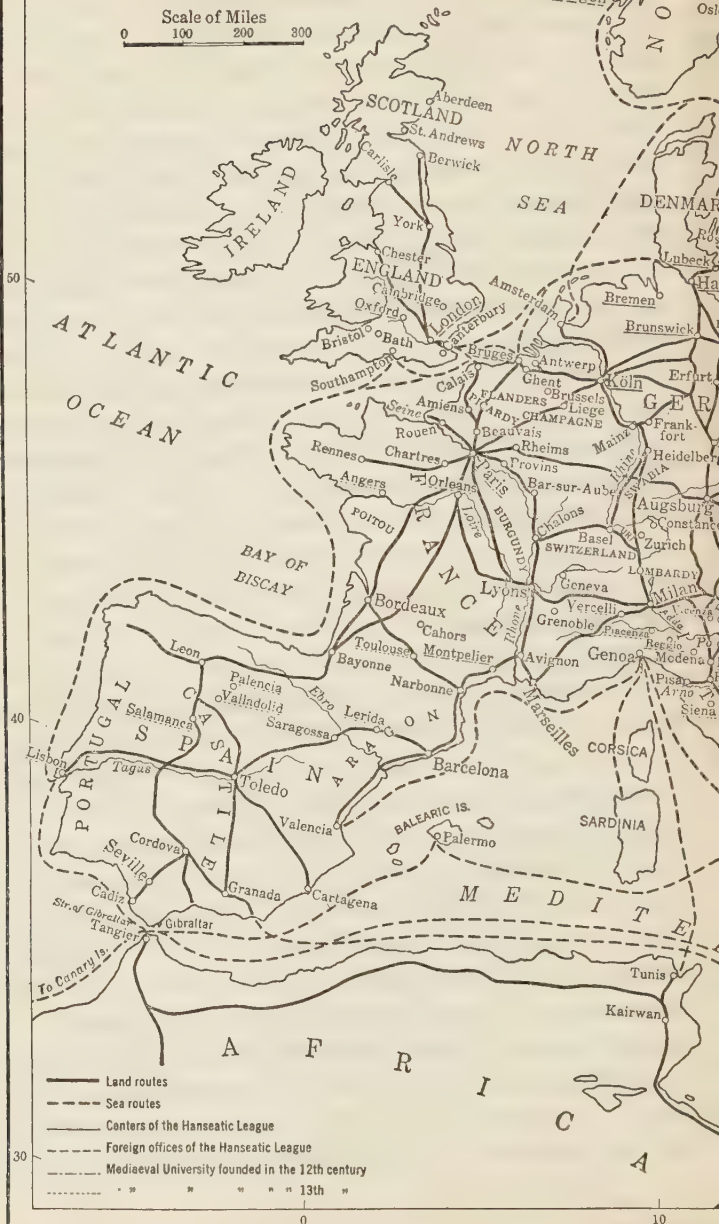 Scale of Miles
0 100 200 300
N O
SCOTLAND
Aberdeen
St. Andrews
Berwick
Carlisle
NORTH
SEA
IRELAND
York
DENMAR
Chester
ENGLAND
Cambridge
Oxford
London
Canterbury
Bristol
Bath
Southampton
Amsterdam
Lubeck
Ha
Bremen
Brunswick
50
ATLANTIC
OCEAN
Bruges
Antwerp
Calais
Ghent
Köln
Erfurt
FLANDERS
Brussels
Liege
GER
Amiens
PICARDY
CHAMPAGNE
Seine
Rouen
Beauvais
Mainz
Frank-
fort
Rennes
Chartres
Rheims
Paris
Provins
Rhine
Heidelberg
SWABIA
Angers
Orleans
Bar-sur-Aube
Augsburg
FRANCE
POITOU
Loire
BURGUNDY
Chalons
Basel
Constance
Zurich
SWITZERLAND
BAY OF
BISCAY
LOMBARDY
Lyons
Geneva
Milan
Bordeaux
Rhone
Vercelli
Grenoble
Adda
Cahors
Piacenza
Reggio
Toulouse
Montpelier
Avignon
Genoa
Modena
Leon
Bayonne
Narbonne
Marseilles
Pisa
Arno
Siena
Palencia
Valladolid
Ebro
40
PORTUGAL
Salamanca
CASTILE
SPAIN
Saragossa
Lerida
ARAGON
CORSICA
Lisbon
Tagus
Toledo
Barcelona
Valencia
BALEARIC IS.
Palermo
SARDINIA
Cordova
Seville
Cadiz
Granada
Cartagena
MEDITE
Str. of Gibraltar
Gibraltar
Tangier
To Canary Is.
Tunis
Kairwan
AFRICA
Land routes
Sea routes
Centers of the Hanseatic League
Foreign offices of the Hanseatic League
Mediaeval University founded in the 12th century
" " " " " " 13th "
30
0 10